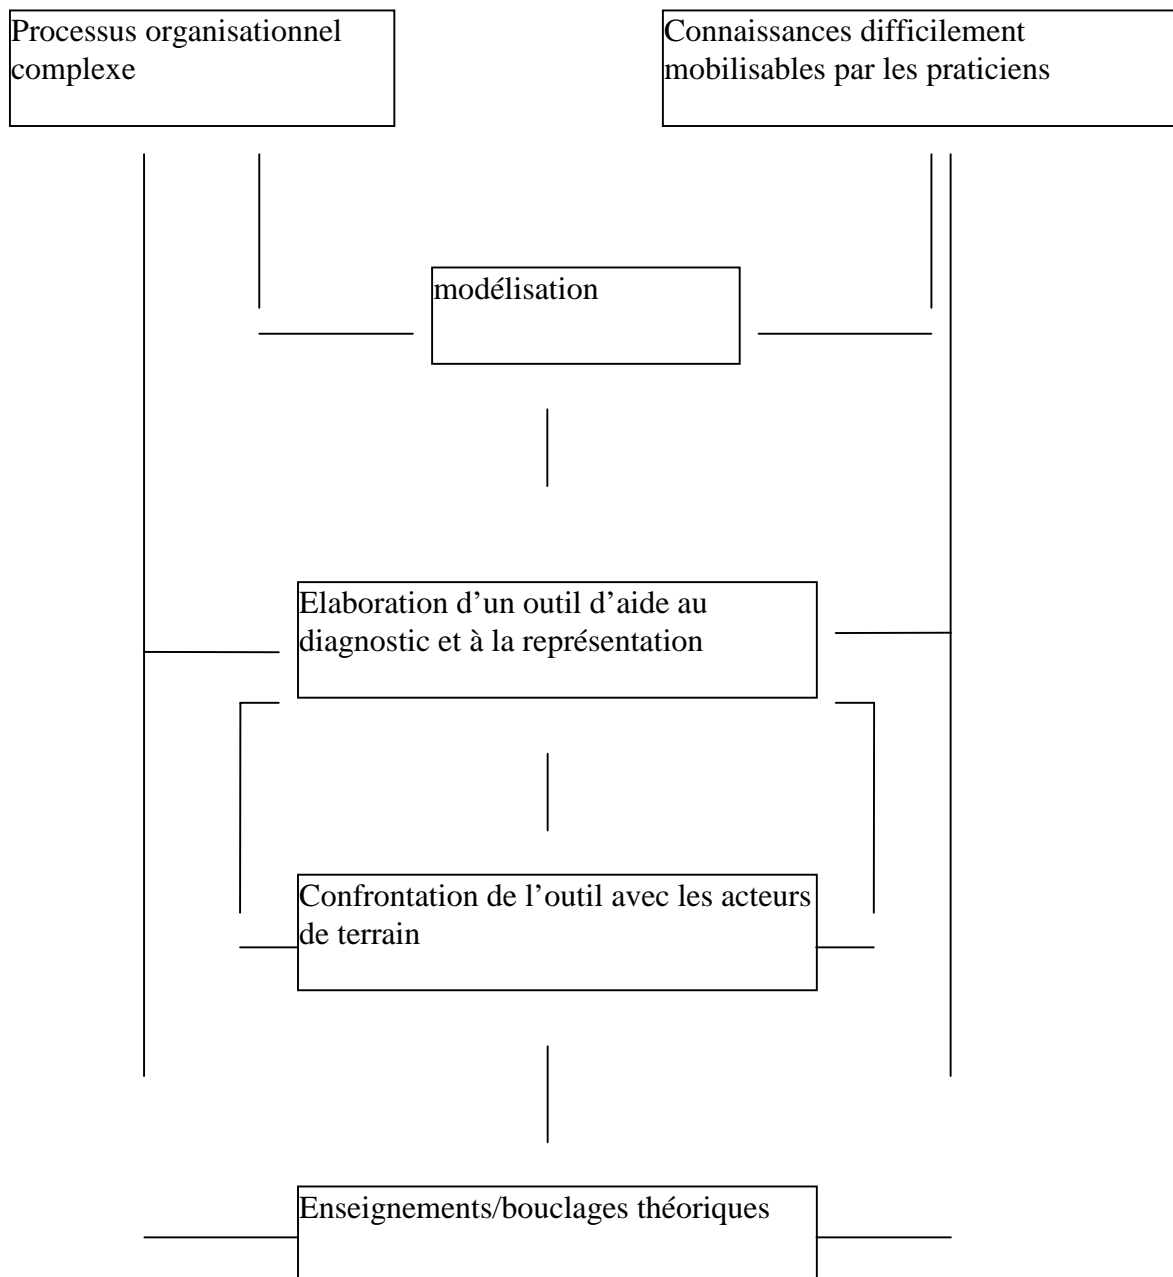 Processus organisationnel
complexe
Connaissances difficilement
mobilisables par les praticiens
modélisation
Elaboration d’un outil d’aide au
diagnostic et à la représentation
Confrontation de l’outil avec les acteurs
de terrain
Enseignements/bouclages théoriques